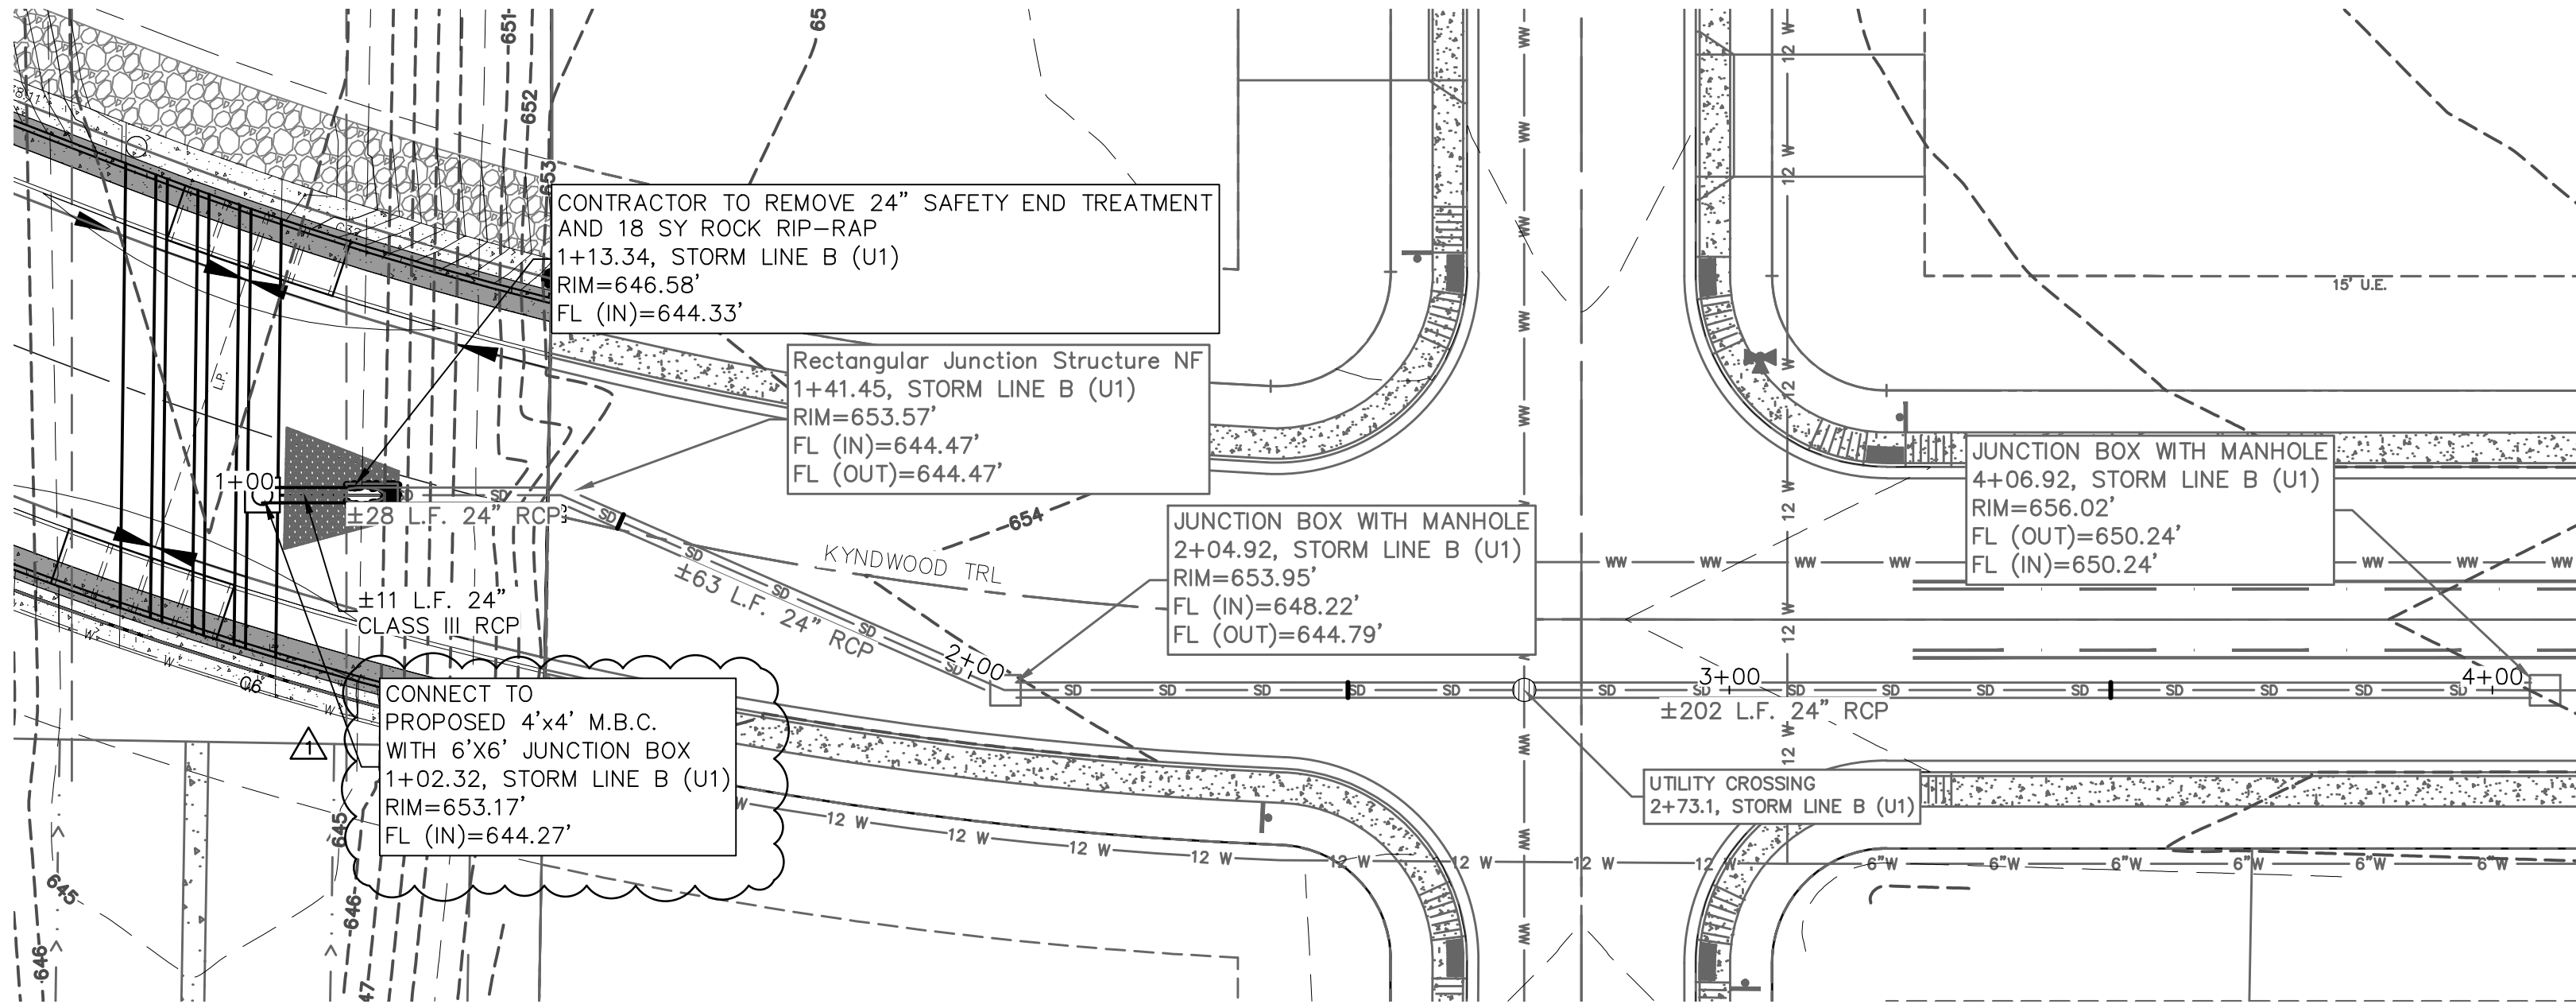 651
65
652
653
CONTRACTOR TO REMOVE 24" SAFETY END TREATMENT
AND 18 SY ROCK RIP-RAP
1+13.34, STORM LINE B (U1)
RIM=646.58'
FL (IN)=644.33'
Rectangular Junction Structure NF
1+41.45, STORM LINE B (U1)
RIM=653.57'
FL (IN)=644.47'
FL (OUT)=644.47'
JUNCTION BOX WITH MANHOLE
2+04.92, STORM LINE B (U1)
RIM=653.95'
FL (IN)=648.22'
FL (OUT)=644.79'
JUNCTION BOX WITH MANHOLE
4+06.92, STORM LINE B (U1)
RIM=656.02'
FL (OUT)=650.24'
FL (IN)=650.24'
15' U.E.
L.P.
1+00
±28 L.F. 24" RCP
SD
654
KYNDWOOD TRL
±63 L.F. 24" RCP
±11 L.F. 24"
CLASS III RCP
2+00
3+00
4+00
±202 L.F. 24" RCP
UTILITY CROSSING
2+73.1, STORM LINE B (U1)
CONNECT TO
PROPOSED 4'x4' M.B.C.
WITH 6'X6' JUNCTION BOX
1+02.32, STORM LINE B (U1)
RIM=653.17'
FL (IN)=644.27'
1
WW
12 W
6"W
W
645
645
646
646
47